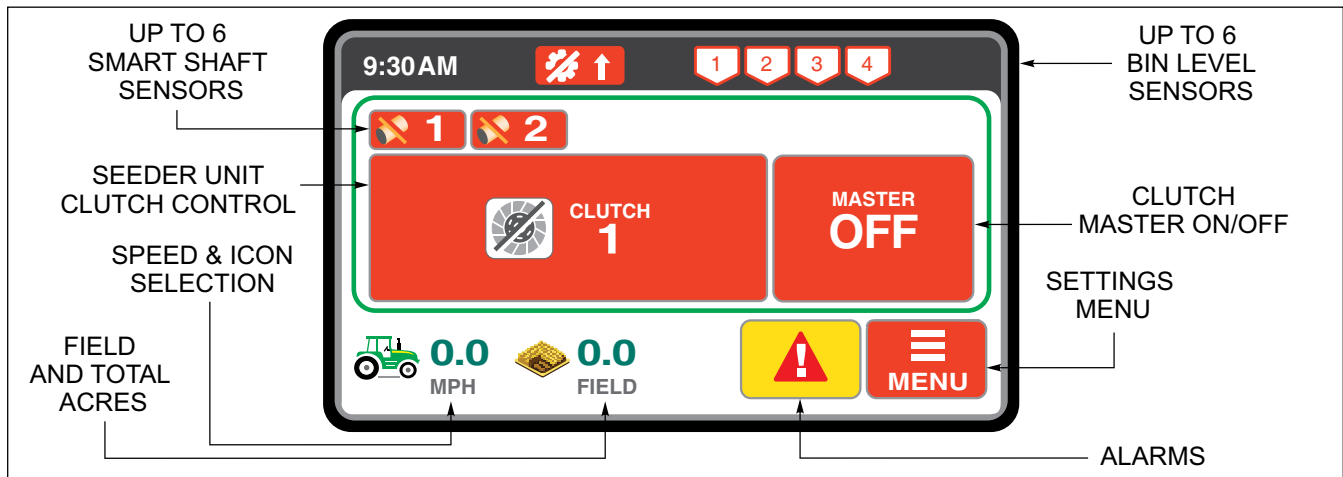 UP TO 6
SMART SHAFT
SENSORS
SEEDER UNIT
CLUTCH CONTROL
SPEED & ICON
SELECTION
FIELD
AND TOTAL
ACRES
9:30 AM
1 2 3 4
1 2
CLUTCH
1
MASTER
OFF
0.0
MPH
0.0
FIELD
MENU
UP TO 6
BIN LEVEL
SENSORS
CLUTCH
MASTER ON/OFF
SETTINGS
MENU
ALARMS